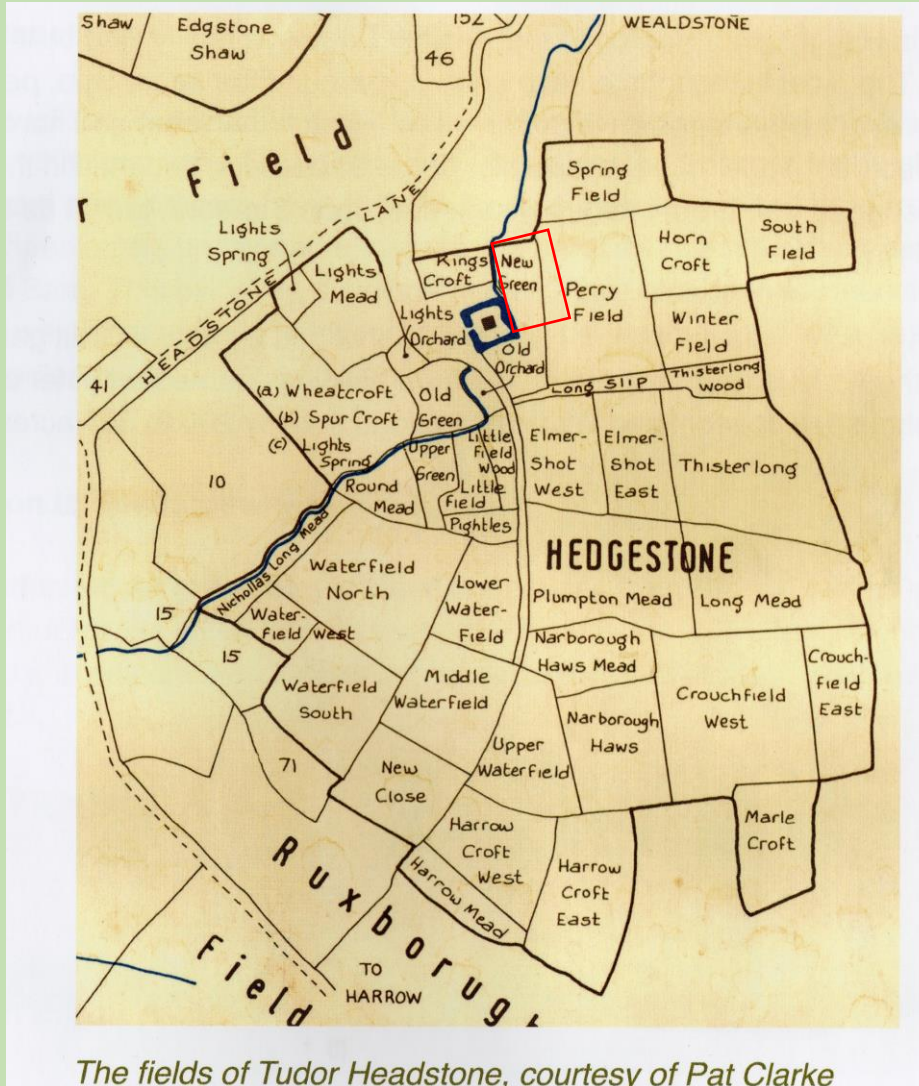 Shaw
Edgstone
Shaw
152
46
WEALDSTONE
r Field
HEADSTONE LANE
Lights
Spring
Lights
Mead
Kings
Croft
New
Green
Spring
Field
Perry
Field
Horn
Croft
South
Field
Winter
Field
Lights
Orchard
Old
Orchard
Long Slip
Thisterlong
Wood
41
(a) Wheatcroft
(b) Spur Croft
(c) Lights
Spring
Old
Green
Upper
Green
Little
Field
Wood
Little
Field
Pightles
Elmer-
Shot
West
Elmer-
Shot
East
Thisterlong
10
Round
Mead
Nichollas Long Mead
HEDGESTONE
Waterfield
North
Lower
Water-
Field
Plumpton Mead
Long Mead
15
Water-
field West
15
Narborough
Haws Mead
Crouch-
field
East
Waterfield
South
Middle
Waterfield
Crouchfield
West
Narborough
Haws
Upper
Waterfield
71
New
Close
Marle
Croft
Harrow
Croft
West
Harrow
Croft
East
Harrow Mead
Ruxborough
Field
TO
HARROW
The fields of Tudor Headstone, courtesy of Pat Clarke